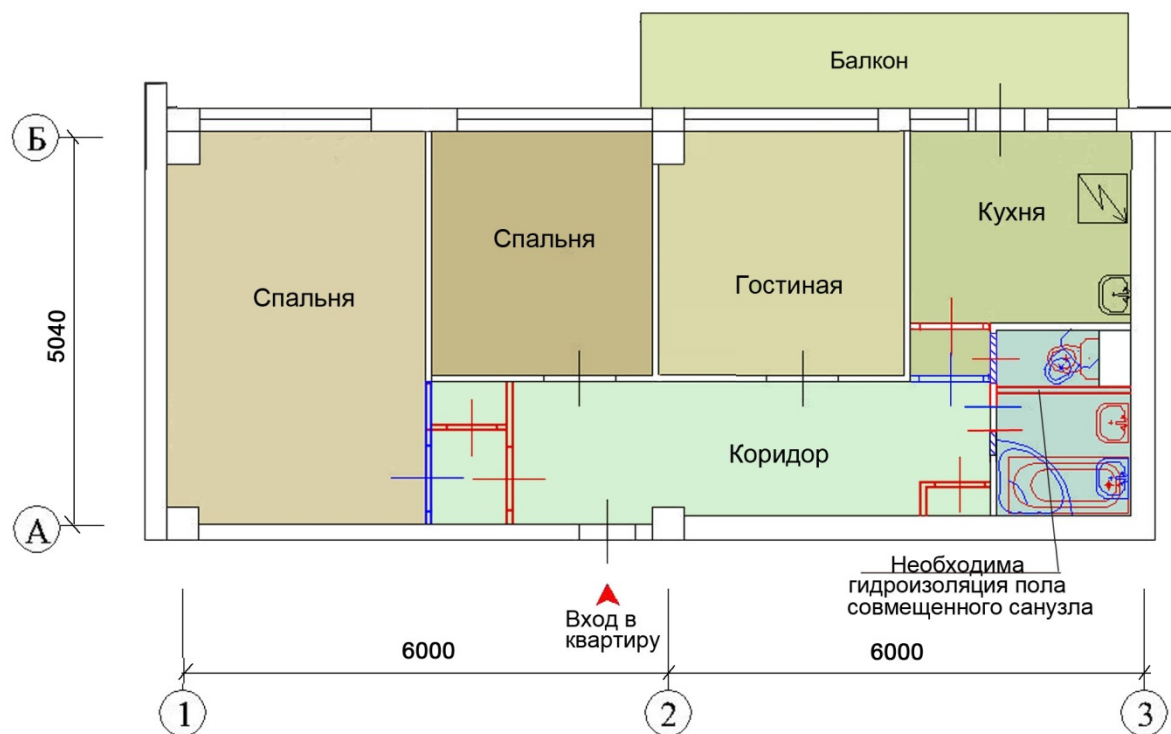 Балкон
Б
Кухня
Спальня
Гостиная
Спальня
5040
Коридор
А
Необходима
гидроизоляция пола
совмещенного санузла
Вход в
квартиру
6000
6000
1
2
3